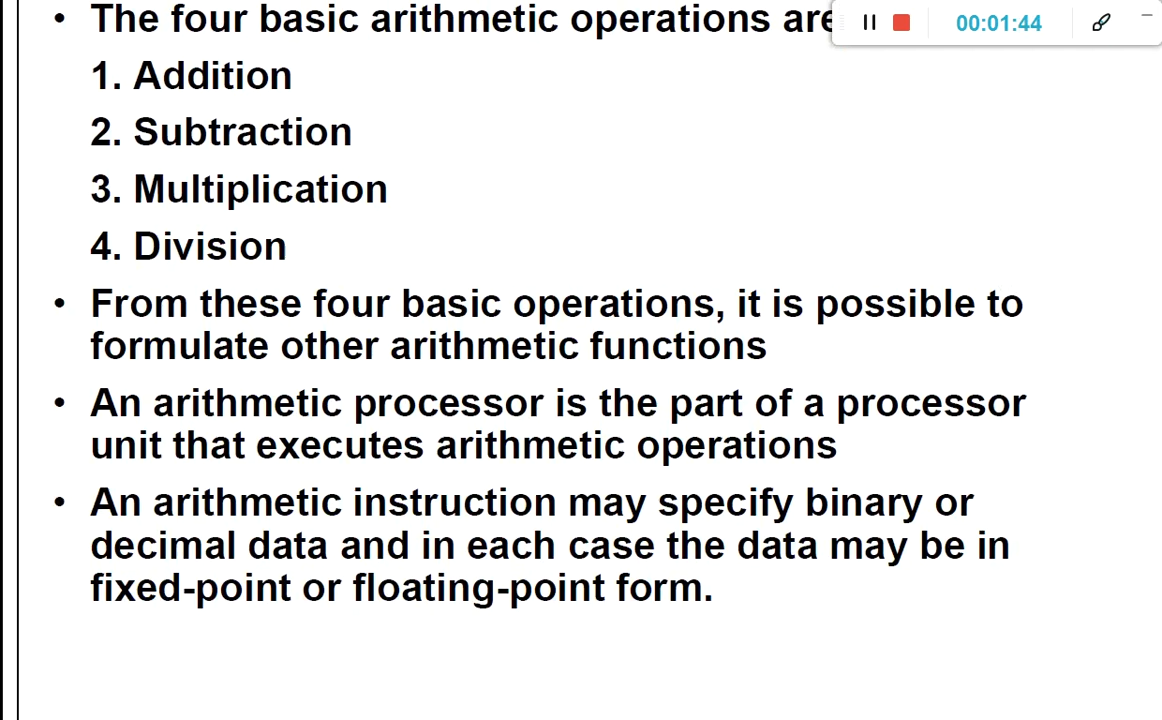 • The four basic arithmetic operations are
00:01:44
1. Addition
2. Subtraction
3. Multiplication
4. Division
• From these four basic operations, it is possible to
formulate other arithmetic functions
• An arithmetic processor is the part of a processor
unit that executes arithmetic operations
• An arithmetic instruction may specify binary or
decimal data and in each case the data may be in
fixed-point or floating-point form.